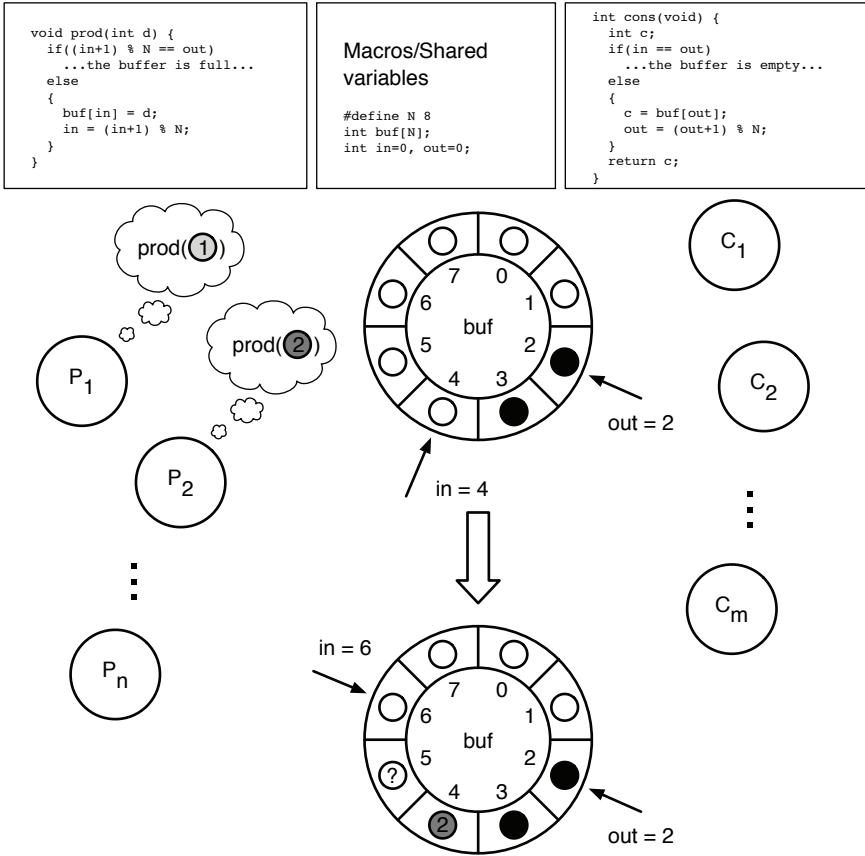 void prod(int d) {
if((in+1) % N == out)
...the buffer is full...
else
{
buf[in] = d;
in = (in+1) % N;
}
}
Macros/Shared
variables
#define N 8
int buf[N];
int in=0, out=0;
int cons(void) {
int c;
if(in == out)
...the buffer is empty...
else
{
c = buf[out];
out = (out+1) % N;
}
return c;
}
prod(1)
prod(2)
P1
P2
Pn
7 0
6 1
buf
5 2
4 3
out = 2
in = 4
C1
C2
Cm
in = 6
7 0
6 1
buf
5 2
? 4 3
2
out = 2